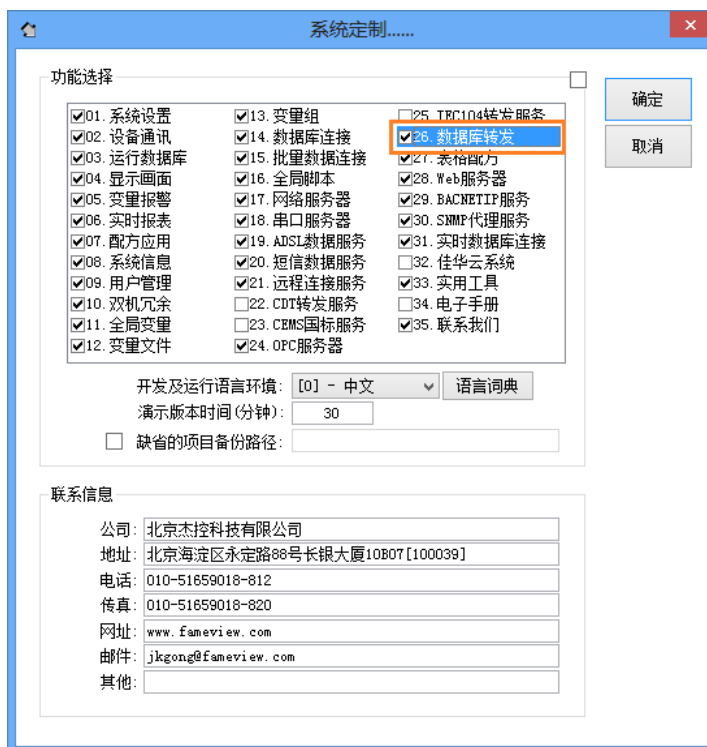 系统定制......
功能选择
01.系统设置
02.设备通讯
03.运行数据库
04.显示画面
05.变量报警
06.实时报表
07.配方应用
08.系统信息
09.用户管理
10.双机冗余
11.全局变量
12.变量文件
13.变量组
14.数据库连接
15.批量数据连接
16.全局脚本
17.网络服务器
18.串口服务器
19.ADSL数据服务
20.短信数据服务
21.远程连接服务
22.CDT转发服务
23.CEMS国标服务
24.OPC服务器
25.IEC104转发服务
26.数据库转发
27.表格配方
28.Web服务器
29.BACNETIP服务
30.SNMP代理服务
31.实时数据库连接
32.佳华云系统
33.实用工具
34.电子手册
35.联系我们
确定
取消
开发及运行语言环境: [0] - 中文 语言词典
演示版本时间(分钟): 30
缺省的项目备份路径:
联系信息
公司: 北京杰控科技有限公司
地址: 北京海淀区永定路88号长银大厦10B07[100039]
电话: 010-51659018-812
传真: 010-51659018-820
网址: www.fameview.com
邮件: jkgong@fameview.com
其他: